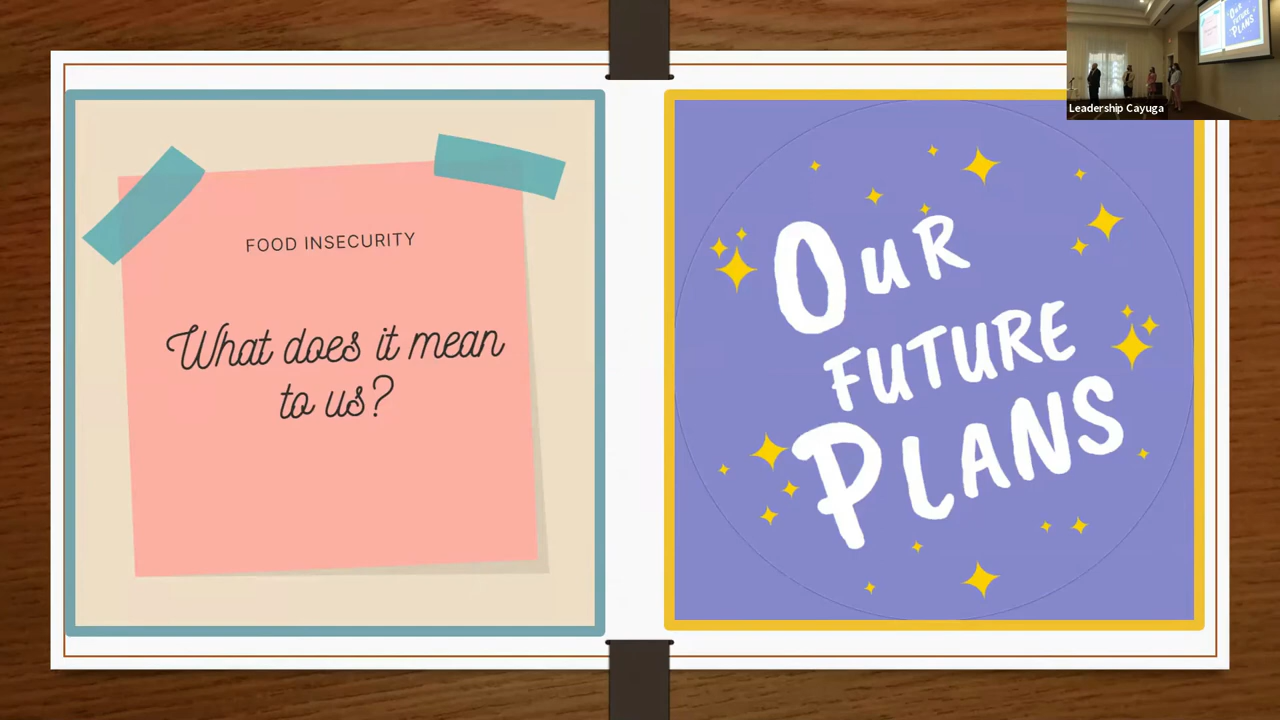 FOOD INSECURITY
What does it mean
to us?
OUR
FUTURE
PLANS
Leadership Cayuga